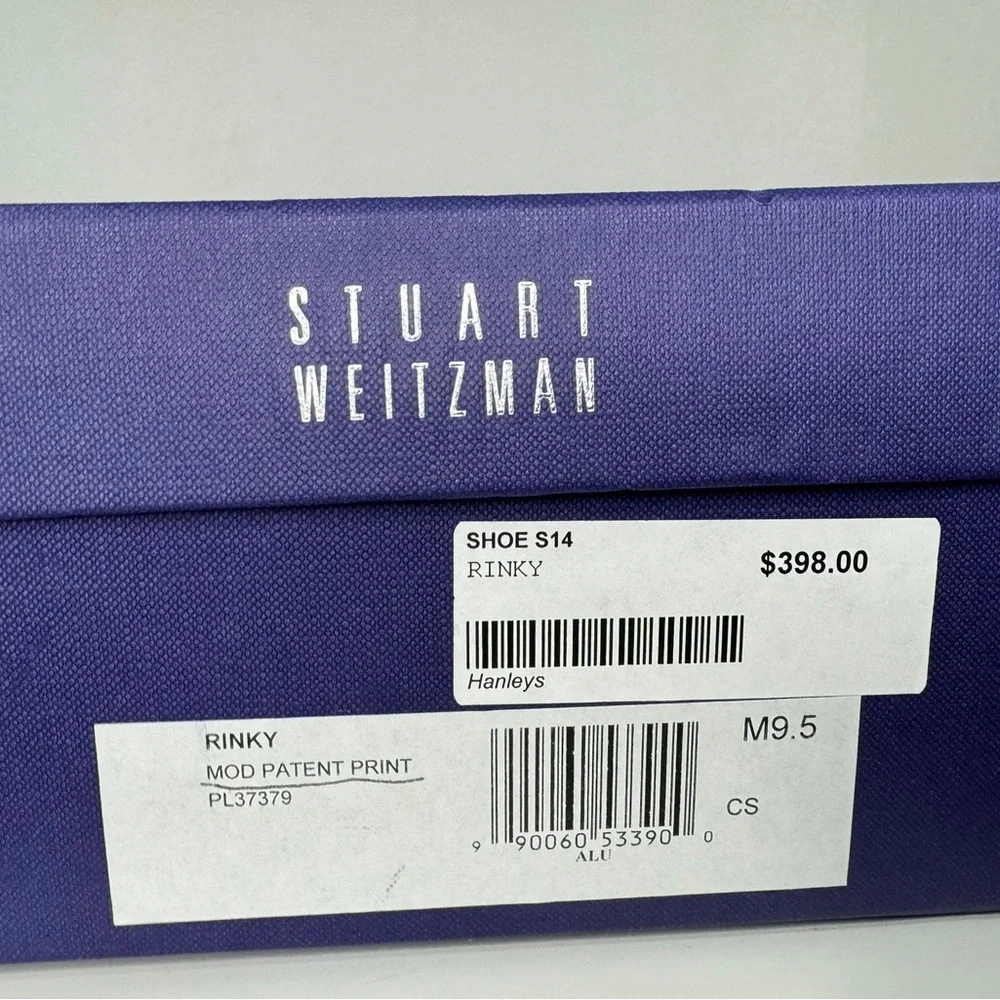 STUART
WEITZMAN
SHOE S14
RINKY
$398.00
Hanleys
RINKY
MOD PATENT PRINT
PL37379
M9.5
CS
9 90060 53390 0
ALU